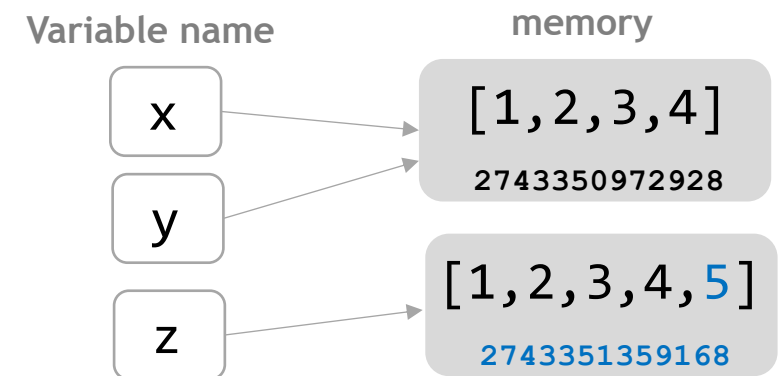 Variable name
memory
x
[1,2,3,4]
2743350972928
y
[1,2,3,4,5]
z
2743351359168